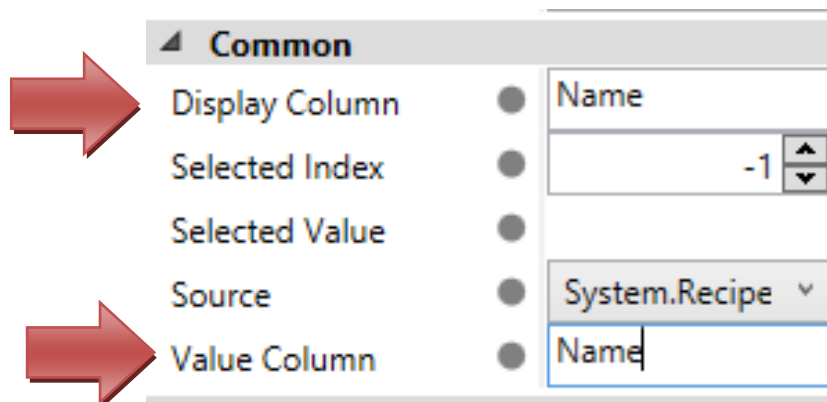 Common
Display Column Name
Selected Index -1
Selected Value
Source System.Recipe
Value Column Name